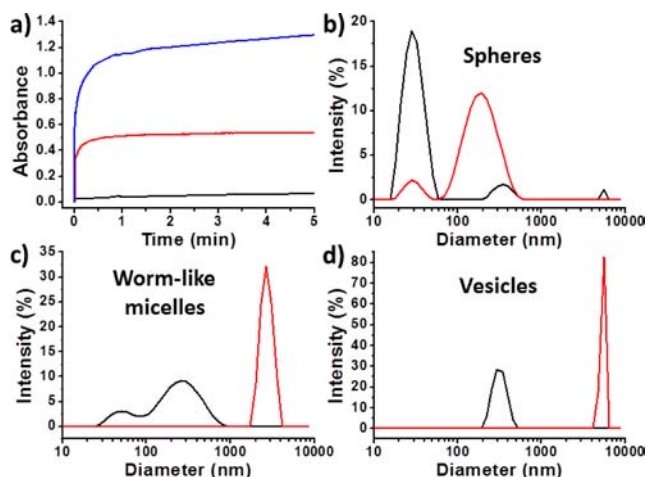 a)
1.4
1.2
1.0
0.8
0.6
0.4
0.2
0.0
Absorbance
0 1 2 3 4 5
Time (min)
b)
Spheres
20
15
10
5
0
Intensity (%)
10 100 1000 10000
Diameter (nm)
c)
Worm-like
micelles
35
30
25
20
15
10
5
0
Intensity (%)
10 100 1000 10000
Diameter (nm)
d)
Vesicles
80
70
60
50
40
30
20
10
0
Intensity (%)
10 100 1000 10000
Diameter (nm)